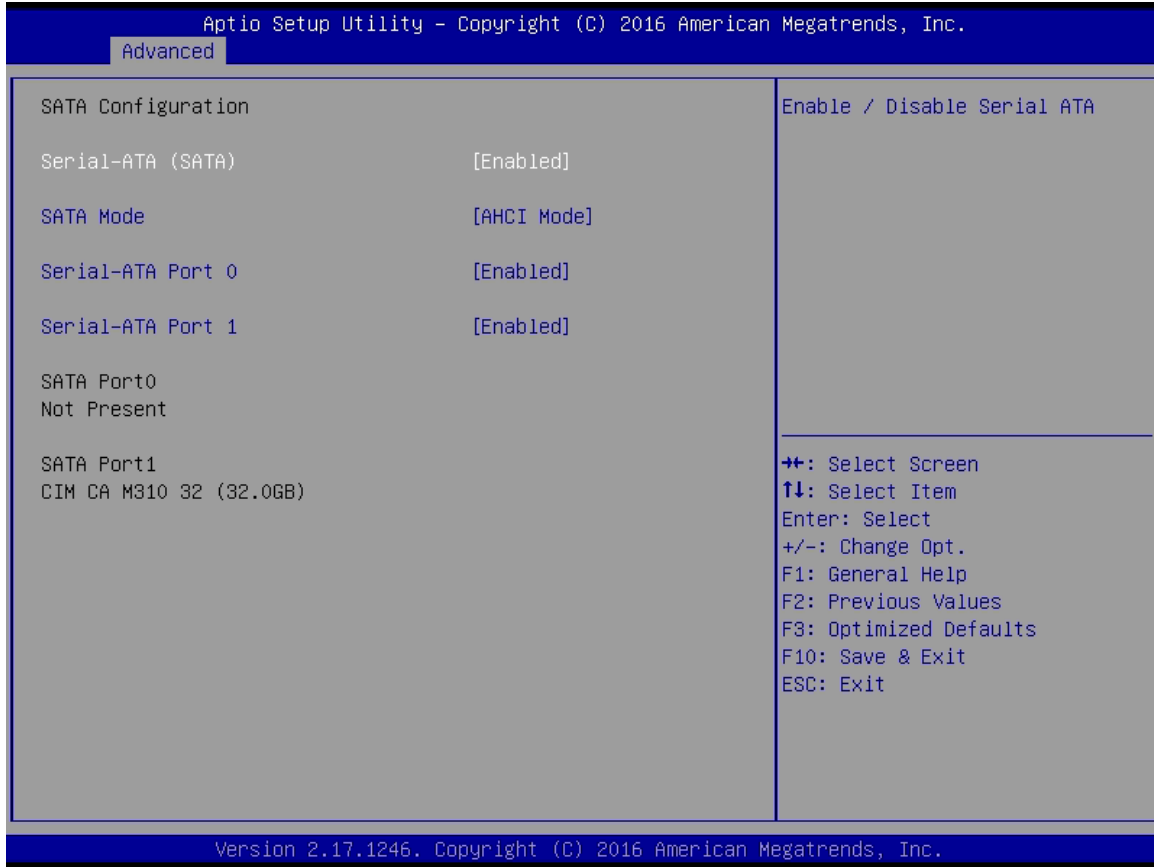 Aptio Setup Utility – Copyright (C) 2016 American Megatrends, Inc.
Advanced
SATA Configuration
Serial-ATA (SATA) [Enabled]
SATA Mode [AHCI Mode]
Serial-ATA Port 0 [Enabled]
Serial-ATA Port 1 [Enabled]
SATA Port0
Not Present
SATA Port1
CIM CA M310 32 (32.0GB)
Enable / Disable Serial ATA
→←: Select Screen
↑↓: Select Item
Enter: Select
+/-: Change Opt.
F1: General Help
F2: Previous Values
F3: Optimized Defaults
F10: Save & Exit
ESC: Exit
Version 2.17.1246. Copyright (C) 2016 American Megatrends, Inc.